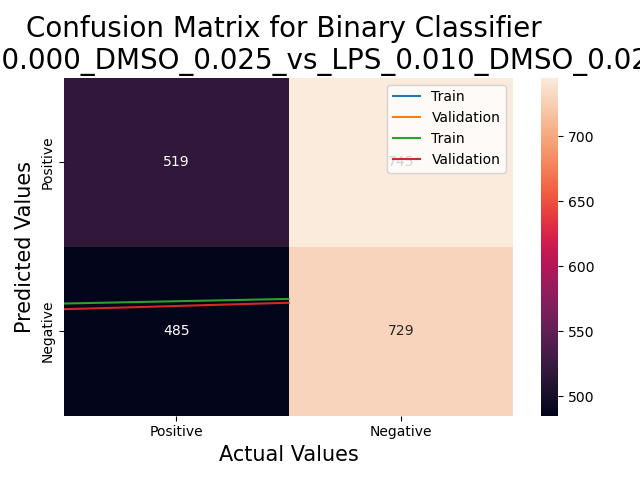 Confusion Matrix for Binary Classifier
0.000_DMSO_0.025_vs_LPS_0.010_DMSO_0.02
Train
Validation
Train
Validation
519
745
485
729
Positive
Negative
Predicted Values
Positive
Negative
Actual Values
700
650
600
550
500